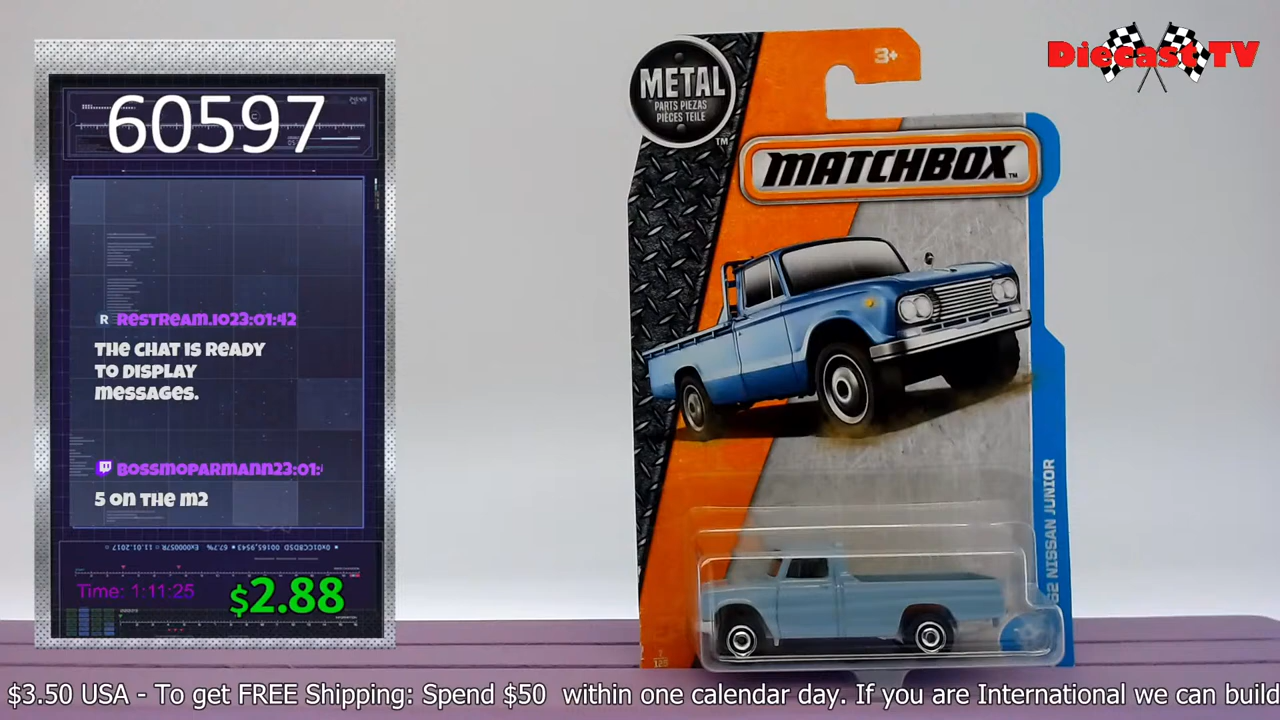 60597
RESTREAM.IO23:01:42
THE CHAT IS READY
TO DISPLAY
MESSAGES.
BOSSMOPARMANN23:01:
5 ON THE M2
Time: 1:11:25
$2.88
METAL
PARTS PIEZAS
PIÈCES TEILE
TM
3+
MATCHBOX
62 NISSAN JUNIOR
Diecast TV
$3.50 USA - To get FREE Shipping: Spend $50 within one calendar day. If you are International we can build